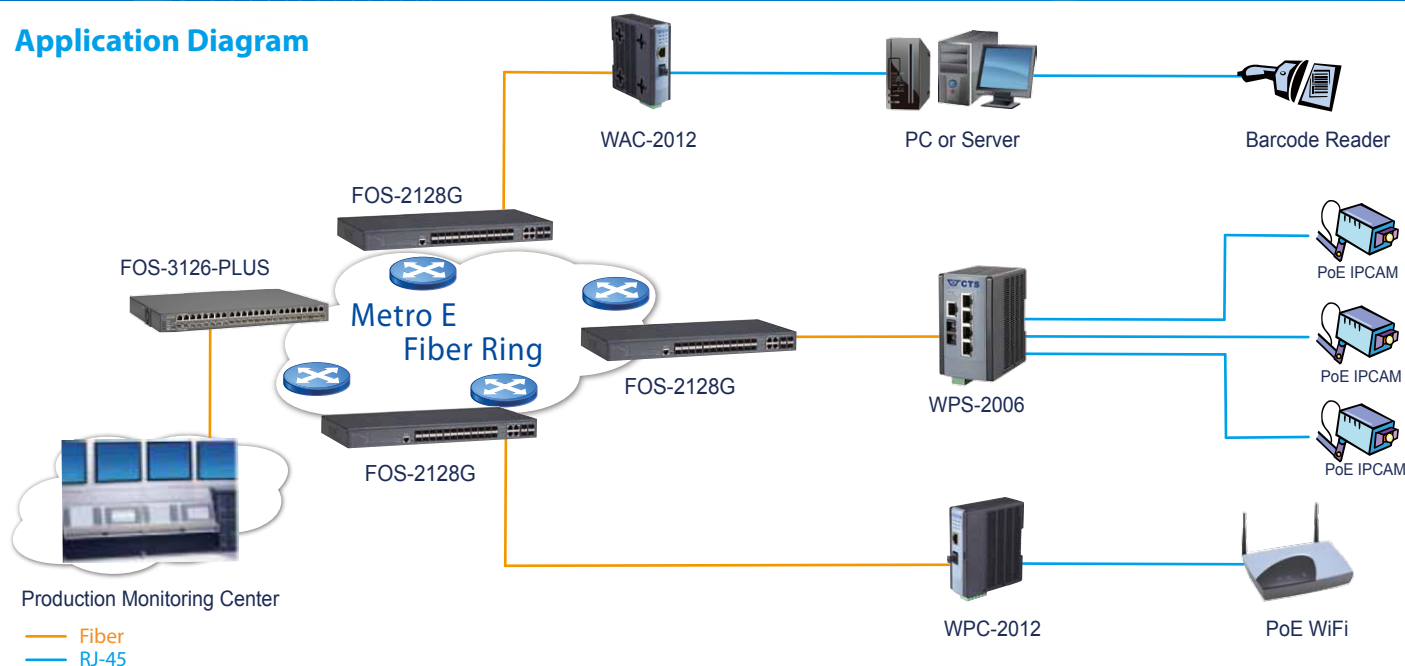 Application Diagram
WAC-2012
PC or Server
Barcode Reader
FOS-2128G
FOS-3126-PLUS
Metro E
Fiber Ring
CTS
PoE IPCAM
PoE IPCAM
PoE IPCAM
FOS-2128G
WPS-2006
FOS-2128G
Production Monitoring Center
WPC-2012
PoE WiFi
Fiber
RJ-45